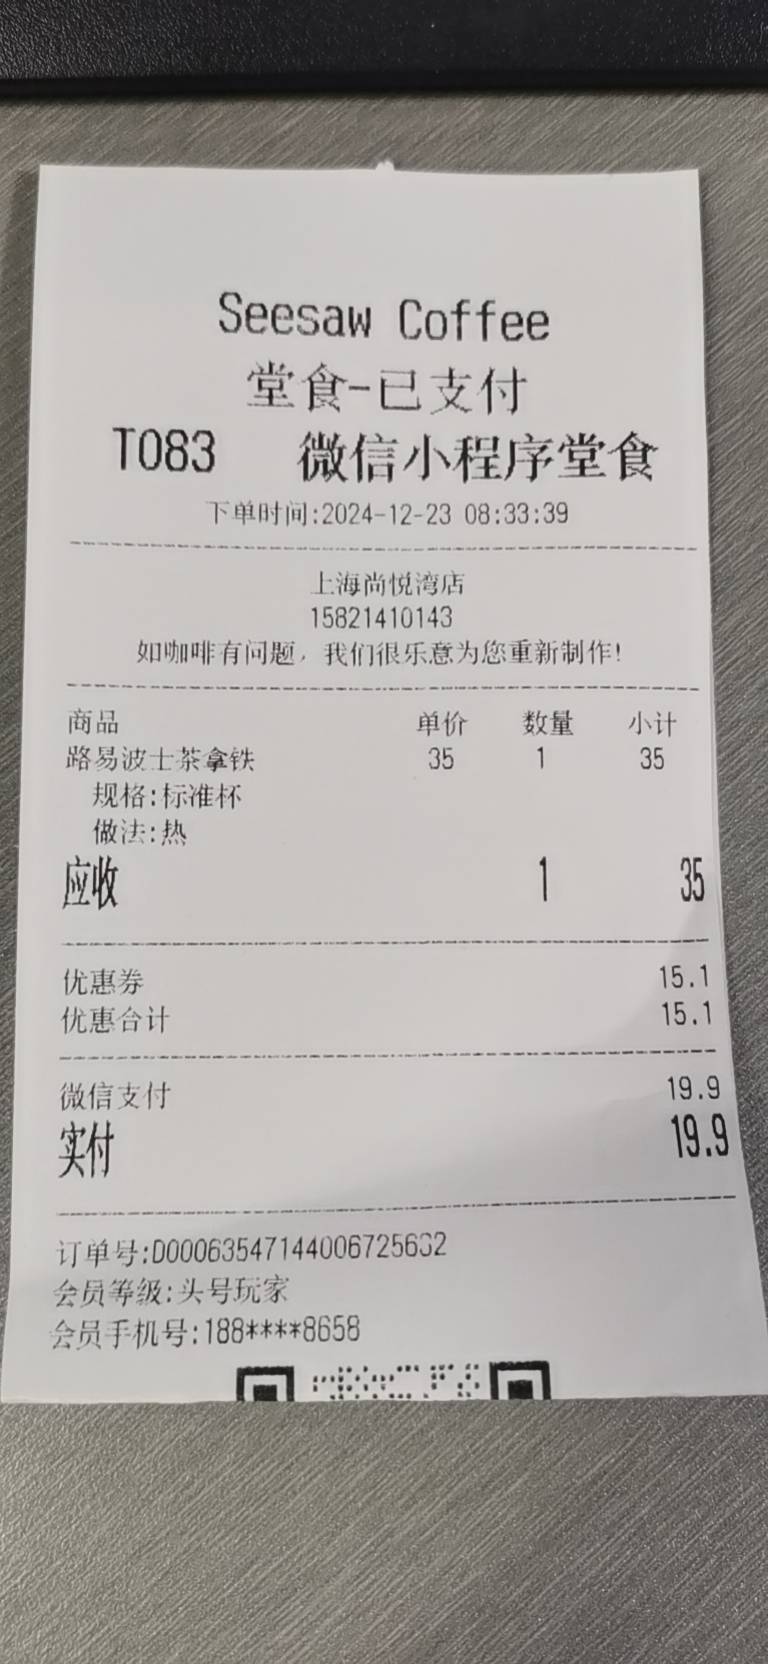 Seesaw Coffee
堂食-已支付
T083 微信小程序堂食
下单时间:2024-12-23 08:33:39
上海尚悦湾店
15821410143
如咖啡有问题，我们很乐意为您重新制作!
商品 单价 数量 小计
路易波士茶拿铁 35 1 35
规格:标准杯
做法:热
应收 1 35
优惠券 15.1
优惠合计 15.1
微信支付 19.9
实付 19.9
订单号:D00063547144006725632
会员等级:头号玩家
会员手机号:188****8658